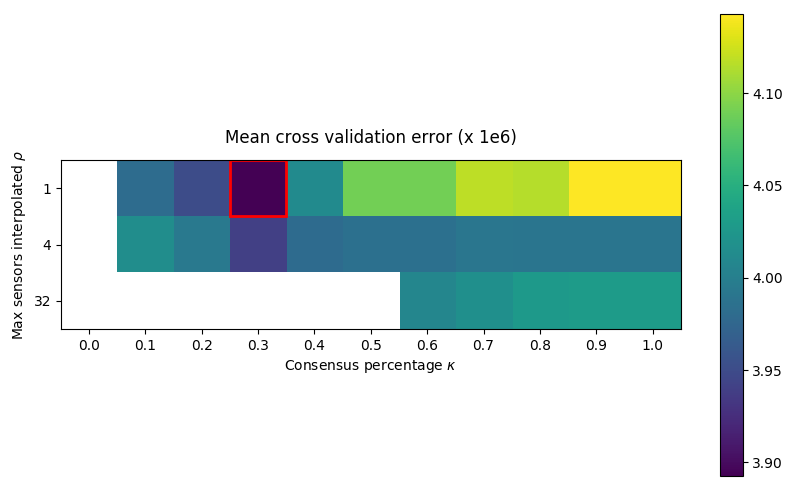 Mean cross validation error (x 1e6)
Max sensors interpolated ρ
1
4
32
0.0 0.1 0.2 0.3 0.4 0.5 0.6 0.7 0.8 0.9 1.0
Consensus percentage κ
4.10
4.05
4.00
3.95
3.90